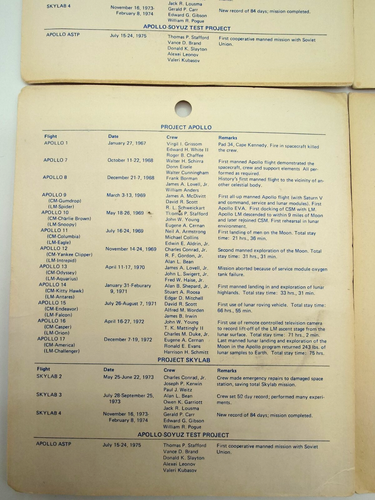 Jack R. Lousma
SKYLAB 4 November 16, 1973- Gerald P. Carr New record of 84 days; mission completed.
February 8, 1974 Edward G. Gibson
William R. Pogue
APOLLO-SOYUZ TEST PROJECT
APOLLO ASTP July 15-24, 1975 Thomas P. Stafford First cooperative manned mission with Soviet
Vance D. Brand Union.
Donald K. Slayton
Alexei Leonov
Valeri Kubasov
PROJECT APOLLO
Flight Date Crew Remarks
APOLLO 1 January 27, 1967 Virgil I. Grissom Pad 34, Cape Kennedy. Fire in spacecraft killed
Edward H. White II
Roger B. Chaffee
APOLLO 7 October 11-22, 1968 Walter H. Schirra First manned Apollo flight demonstrated the
Donn Eisele spacecraft, crew and support elements. All per-
Walter Cunningham formed as required.
APOLLO 8 December 21-7, 1968 Frank Borman History's first manned flight to the vicinity of an-
James A. Lovell, Jr. other celestial body.
William Anders
APOLLO 9 March 3-13, 1969 James A. McDivitt First all-up manned Apollo flight (with Saturn V
(CM-Gumdrop) David R. Scott and command, service and lunar modules). First
(LM-Spider) R. L. Schweickart Apollo EVA. First docking of CSM with LM.
APOLLO 10 May 18-26, 1969 Thomas P. Stafford Apollo LM descended to within 9 miles of Moon
(CM-Charlie Brown) John W. Young and later rejoined CSM. First rehearsal in lunar
(LM-Snoopy) Eugene A. Cernan environment.
APOLLO 11 July 16-24, 1969 Neil A. Armstrong First landing of men on the Moon. Total stay
(CM-Columbia) Michael Collins time: 21 hrs., 36 min.
(LM-Eagle) Edwin E. Aldrin, Jr.
APOLLO 12 November 14-24, 1969 Charles Conrad, Jr. Second manned exploration of the Moon. Total
(CM-Yankee Clipper) R. F. Gordon, Jr. stay time: 31 hrs., 31 min.
(LM-Intrepid) Alan L. Bean
APOLLO 13 April 11-17, 1970 James A. Lovell, Jr. Mission aborted because of service module oxygen
(CM-Odyssey) John L. Swigert, Jr. tank failure.
(LM-Aquarius) Fred W. Haise, Jr.
APOLLO 14 January 31-February Alan B. Shepard, Jr. First manned landing in and exploration of lunar
(CM-Kitty Hawk) 9, 1971 Stuart A. Roosa highlands. Total stay time: 33 hrs., 31 min.
(LM-Antares) Edgar D. Mitchell
APOLLO 15 July 26-August 7, 1971 David R. Scott First use of lunar roving vehicle. Total stay time:
(CM-Endeavor) Alfred M. Worden 66 hrs., 55 min.
(LM-Falcon) James B. Irwin
APOLLO 16 April 16-27, 1972 John W. Young First use of remote controlled television camera
(CM-Casper) T. K. Mattingly II to record lift-off of the LM ascent stage from the
(LM-Orion) Charles M. Duke, Jr. lunar surface. Total stay time: 71 hrs., 2 min.
APOLLO 17 December 7-19, 1972 Eugene A. Cernan Last manned lunar landing and exploration of the
(CM-America) Ronald E. Evans Moon in the Apollo program returned 243 lbs. of
(LM-Challenger) Harrison H. Schmitt lunar samples to Earth. Total stay time: 75 hrs.
PROJECT SKYLAB
SKYLAB 2 May 25-June 22, 1973 Charles Conrad, Jr. Crew made emergency repairs to damaged space
Joseph P. Kerwin station, saving total Skylab mission.
Paul J. Weitz
SKYLAB 3 July 28-September 25, Alan L. Bean Crew set 50 day record; performed many experi-
1973 Owen K. Garriott ments.
Jack R. Lousma
SKYLAB 4 November 16, 1973- Gerald P. Carr New record of 84 days; mission completed.
February 8, 1974 Edward G. Gibson
William R. Pogue
APOLLO-SOYUZ TEST PROJECT
APOLLO ASTP July 15-24, 1975 Thomas P. Stafford First cooperative manned mission with Soviet
Vance D. Brand Union.
Donald K. Slayton
Alexei Leonov
Valeri Kubasov